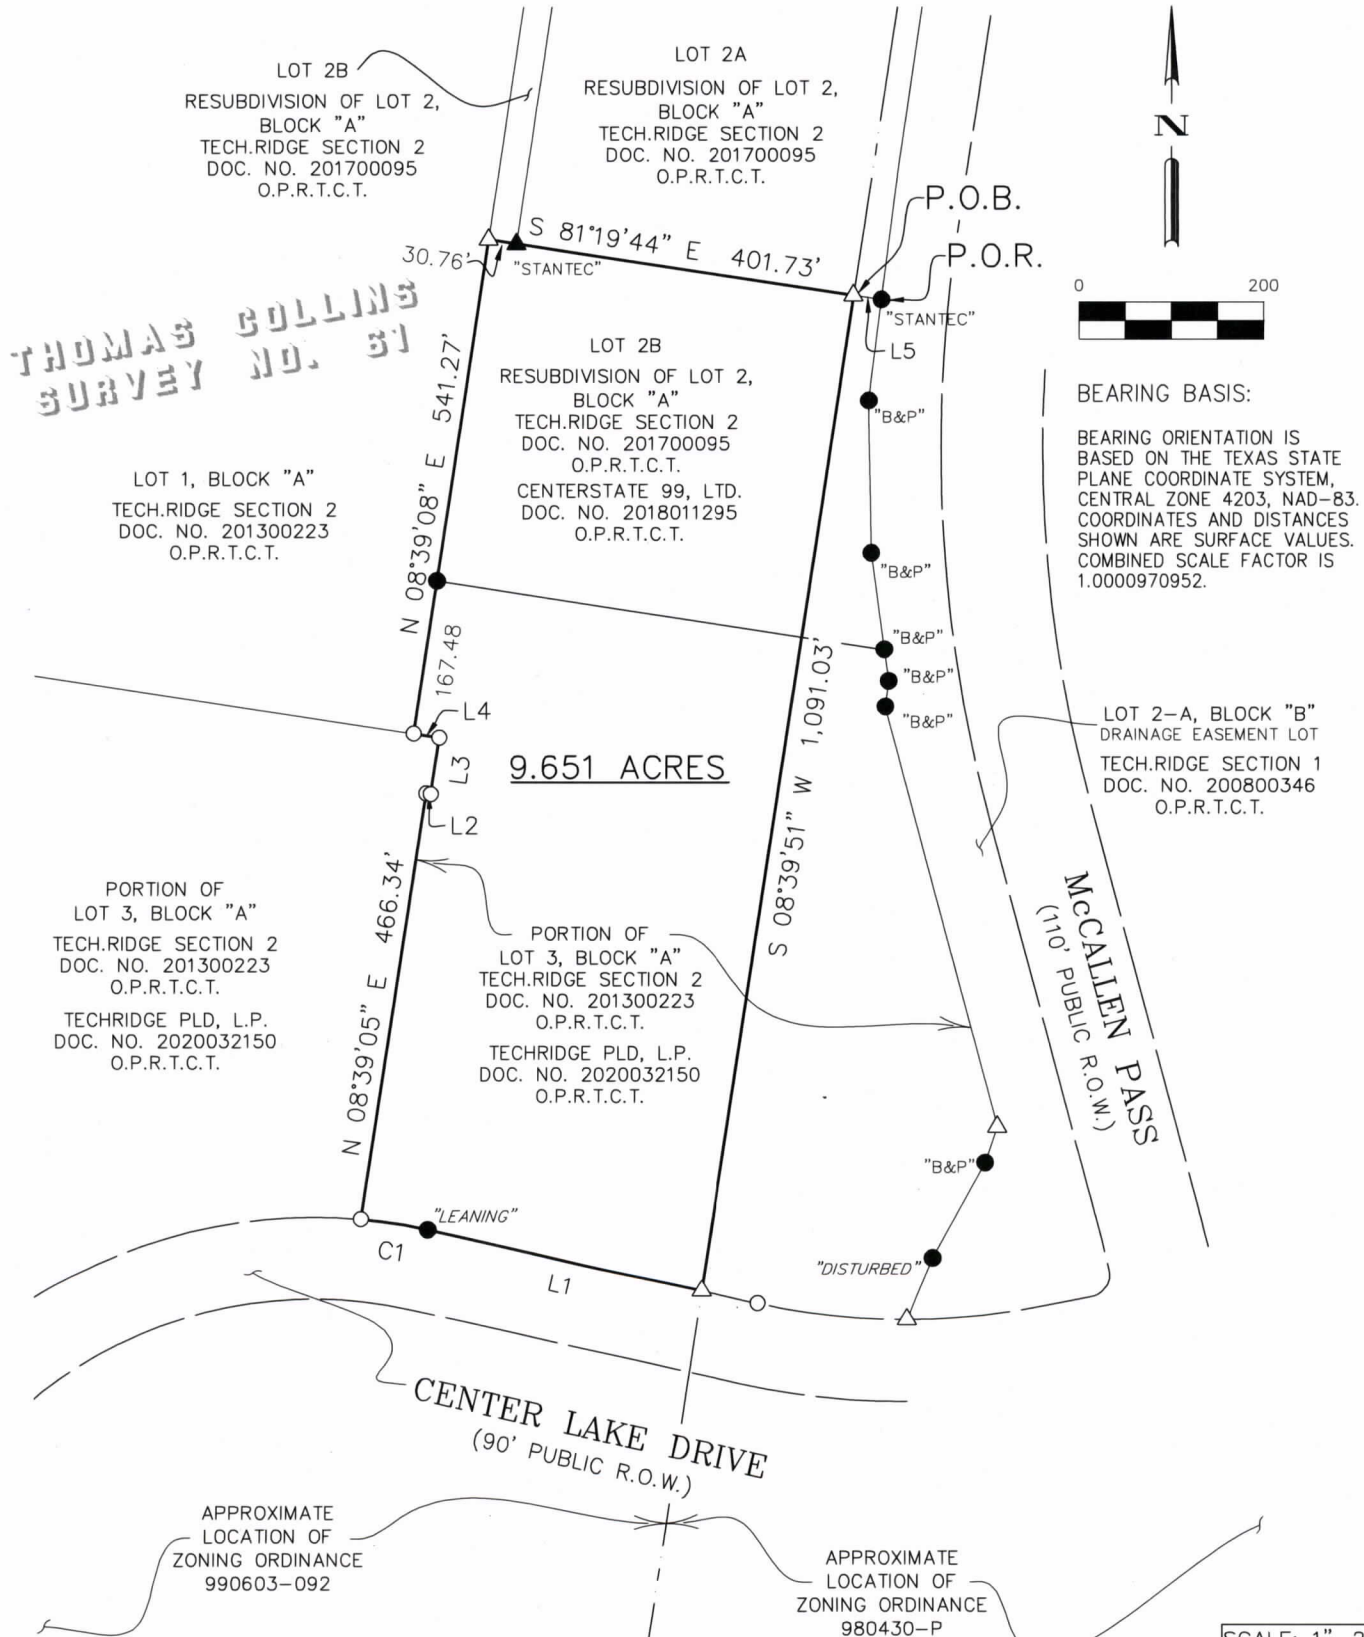 LOT 2B
RESUBDIVISION OF LOT 2,
BLOCK "A"
TECH.RIDGE SECTION 2
DOC. NO. 201700095
O.P.R.T.C.T.
LOT 2A
RESUBDIVISION OF LOT 2,
BLOCK "A"
TECH.RIDGE SECTION 2
DOC. NO. 201700095
O.P.R.T.C.T.
N
P.O.B.
P.O.R.
S 81°19'44" E 401.73'
30.76'
"STANTEC"
"STANTEC"
L5
0 200
THOMAS COLLINS
SURVEY NO. 61
N 08°39'08" E 541.27'
LOT 2B
RESUBDIVISION OF LOT 2,
BLOCK "A"
TECH.RIDGE SECTION 2
DOC. NO. 201700095
O.P.R.T.C.T.
CENTERSTATE 99, LTD.
DOC. NO. 2018011295
O.P.R.T.C.T.
"B&P"
BEARING BASIS:
BEARING ORIENTATION IS
BASED ON THE TEXAS STATE
PLANE COORDINATE SYSTEM,
CENTRAL ZONE 4203, NAD-83.
COORDINATES AND DISTANCES
SHOWN ARE SURFACE VALUES.
COMBINED SCALE FACTOR IS
1.0000970952.
LOT 1, BLOCK "A"
TECH.RIDGE SECTION 2
DOC. NO. 201300223
O.P.R.T.C.T.
"B&P"
"B&P"
"B&P"
"B&P"
167.48
L4
L3
L2
9.651 ACRES
S 08°39'51" W 1,091.03'
LOT 2-A, BLOCK "B"
DRAINAGE EASEMENT LOT
TECH.RIDGE SECTION 1
DOC. NO. 200800346
O.P.R.T.C.T.
McCALLEN PASS
(110' PUBLIC R.O.W.)
PORTION OF
LOT 3, BLOCK "A"
TECH.RIDGE SECTION 2
DOC. NO. 201300223
O.P.R.T.C.T.
TECHRIDGE PLD, L.P.
DOC. NO. 2020032150
O.P.R.T.C.T.
N 08°39'05" E 466.34'
PORTION OF
LOT 3, BLOCK "A"
TECH.RIDGE SECTION 2
DOC. NO. 201300223
O.P.R.T.C.T.
TECHRIDGE PLD, L.P.
DOC. NO. 2020032150
O.P.R.T.C.T.
"B&P"
"LEANING"
C1
L1
"DISTURBED"
CENTER LAKE DRIVE
(90' PUBLIC R.O.W.)
APPROXIMATE
LOCATION OF
ZONING ORDINANCE
990603-092
APPROXIMATE
LOCATION OF
ZONING ORDINANCE
980430-P